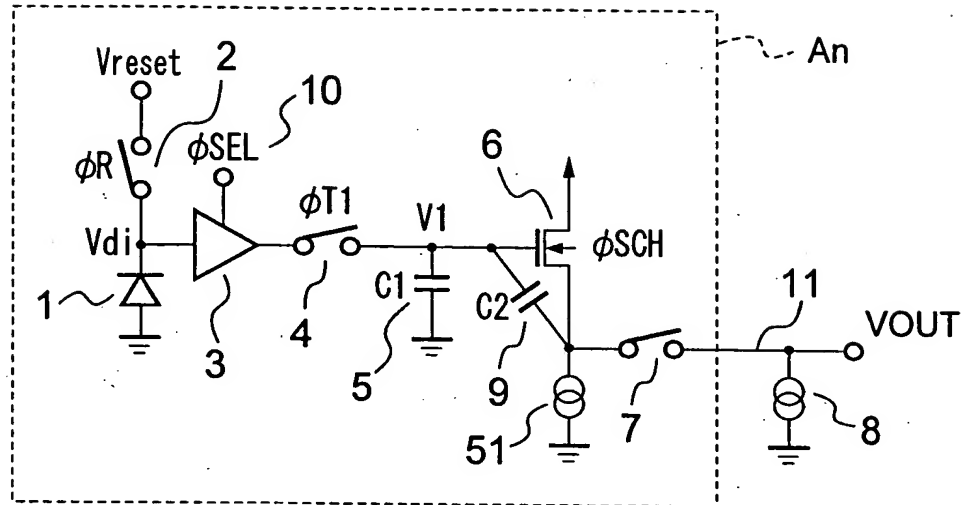 An
Vreset
2
10
φR
φSEL
6
φT1
V1
φSCH
Vdi
11
VOUT
1
C1
C2
3
4
5
9
51
7
8